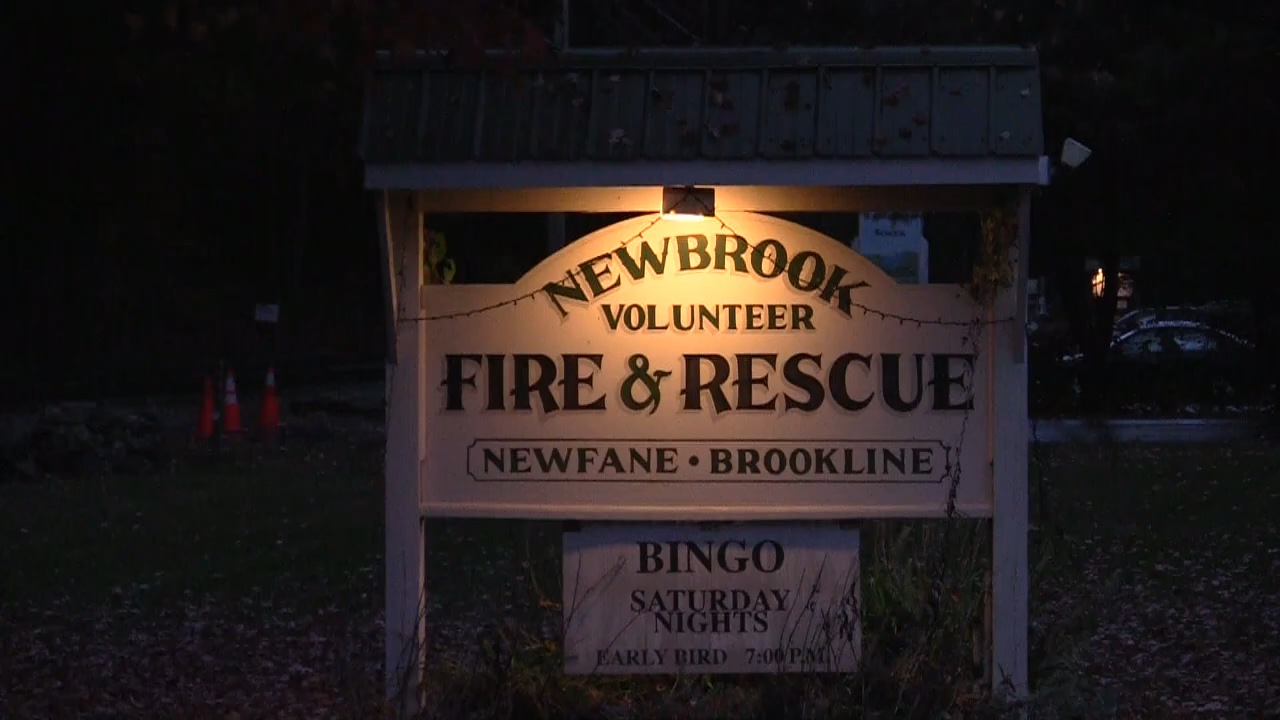 NEWBROOK
VOLUNTEER
FIRE & RESCUE
NEWFANE • BROOKLINE
BINGO
SATURDAY
NIGHTS
EARLY BIRD 7:00 P.M.